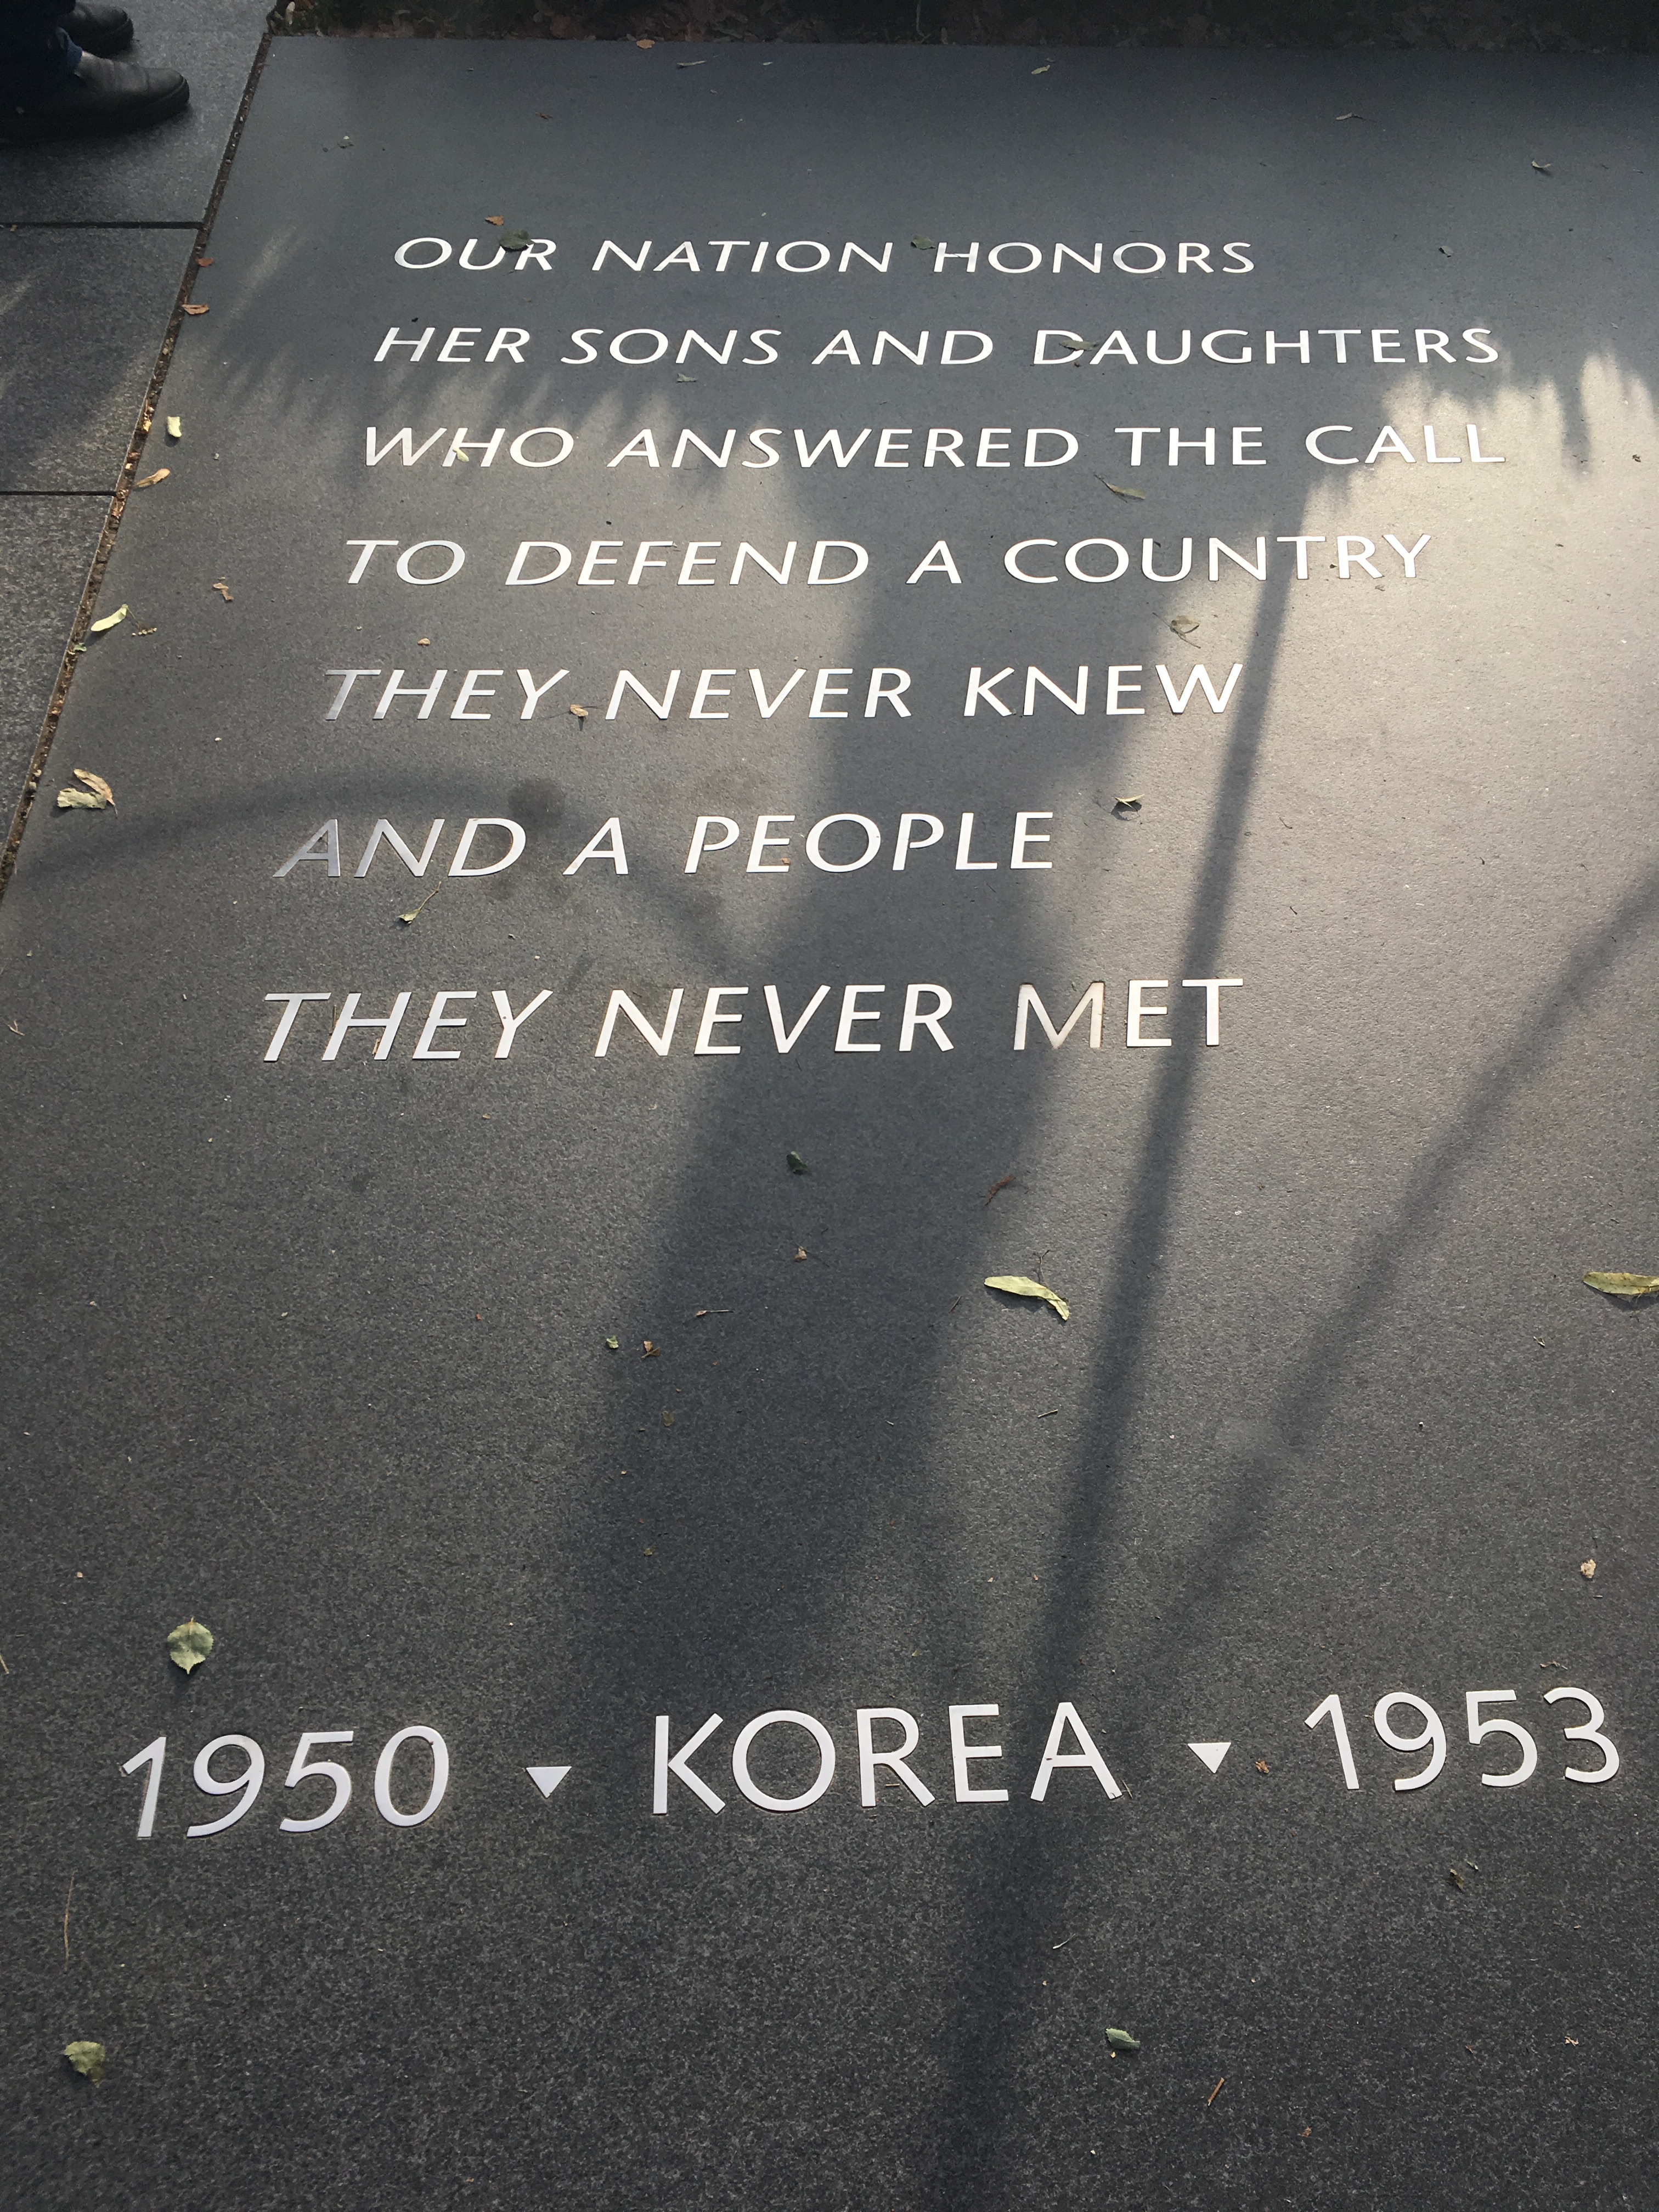 OUR NATION HONORS
HER SONS AND DAUGHTERS
WHO ANSWERED THE CALL
TO DEFEND A COUNTRY
THEY NEVER KNEW
AND A PEOPLE
THEY NEVER MET
1950 ▾ KOREA ▾ 1953